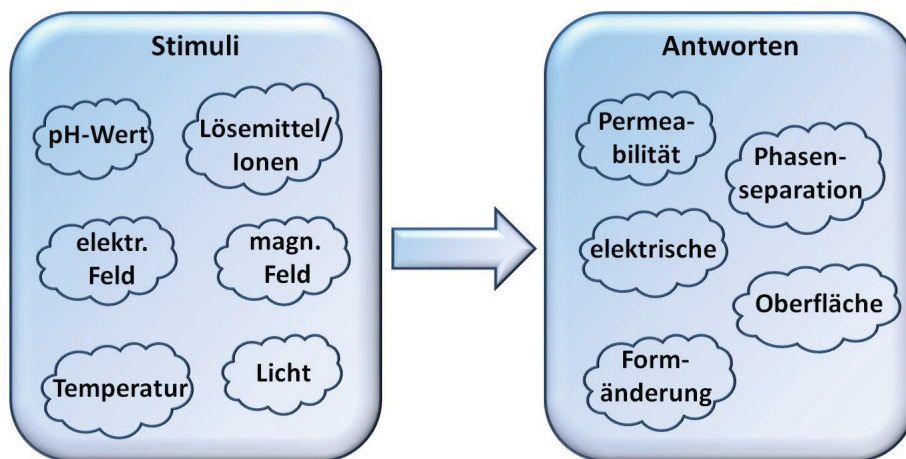 Stimuli
pH-Wert
Lösemittel/
Ionen
elektr.
Feld
magn.
Feld
Temperatur
Licht
Antworten
Permea-
bilität
Phasen-
separation
elektrische
Oberfläche
Form-
änderung